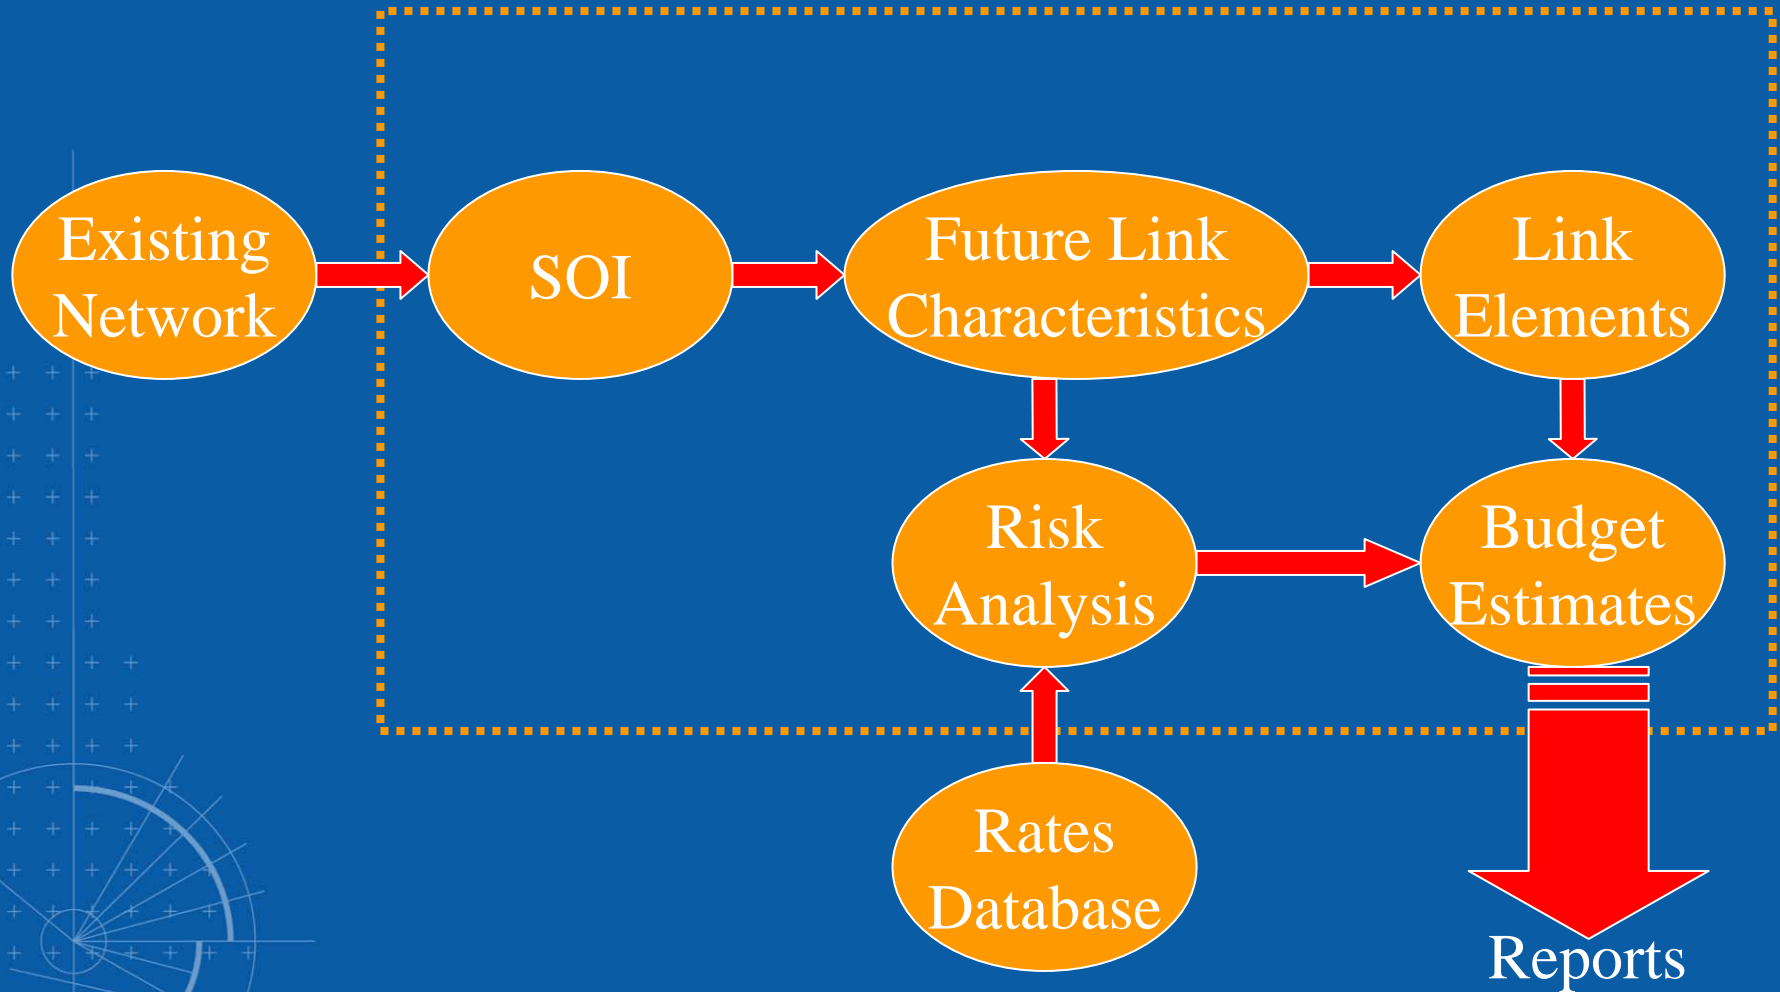 Existing
Network
SOI
Future Link
Characteristics
Link
Elements
Risk
Analysis
Budget
Estimates
Rates
Database
Reports